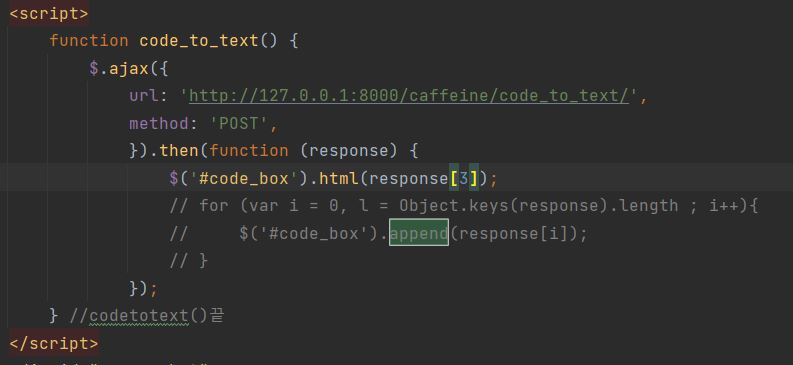 <script>
function code_to_text() {
$.ajax({
url: 'http://127.0.0.1:8000/caffeine/code_to_text/',
method: 'POST',
}).then(function (response) {
$('#code_box').html(response[3]);
// for (var i = 0, l = Object.keys(response).length ; i++){
//     $('#code_box').append(response[i]);
// }
});
} //codetotext()끝
</script>